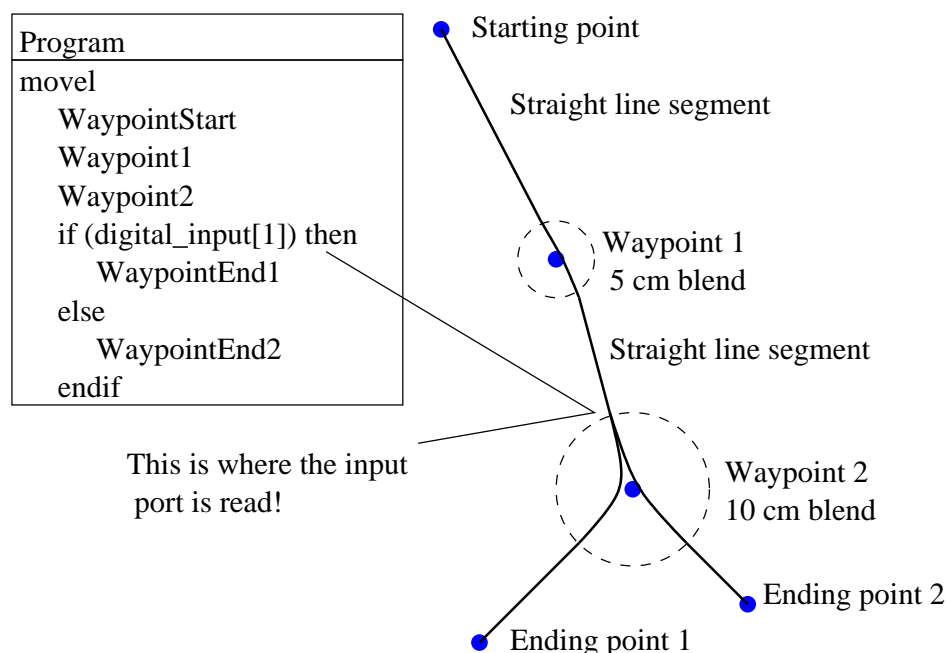 Program
movel
WaypointStart
Waypoint1
Waypoint2
if (digital_input[1]) then
WaypointEnd1
else
WaypointEnd2
endif
Starting point
Straight line segment
Waypoint 1
5 cm blend
Straight line segment
This is where the input
port is read!
Waypoint 2
10 cm blend
Ending point 2
Ending point 1